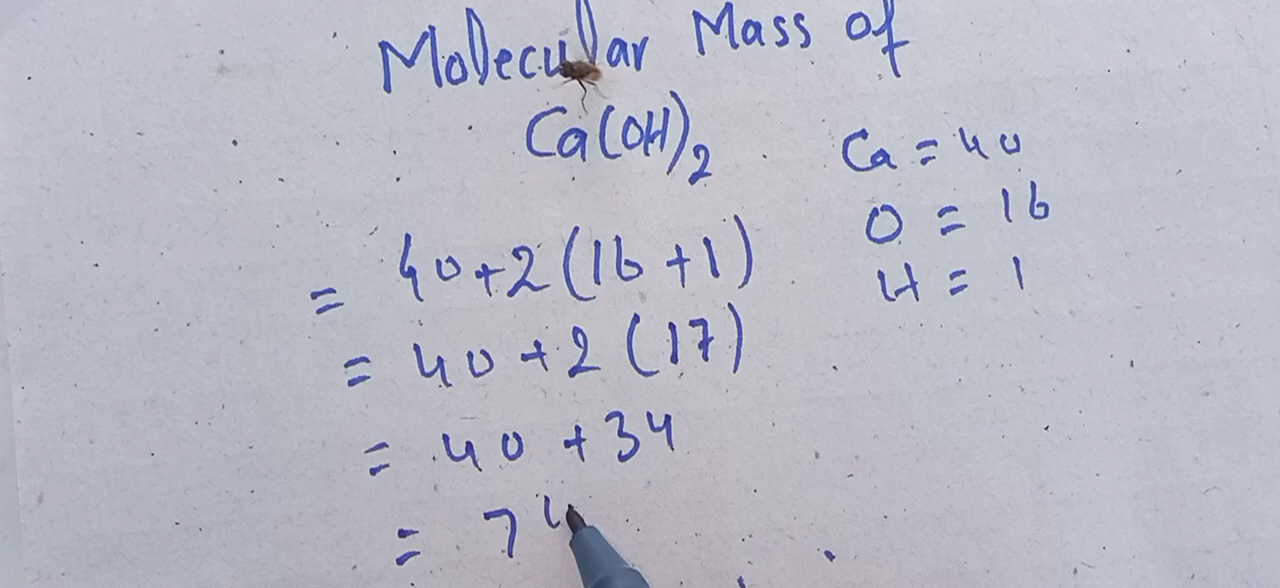 Molecular Mass of
Ca(OH)2
Ca = 40
O = 16
H = 1
= 40+2(16+1)
= 40+2(17)
= 40+34
= 7